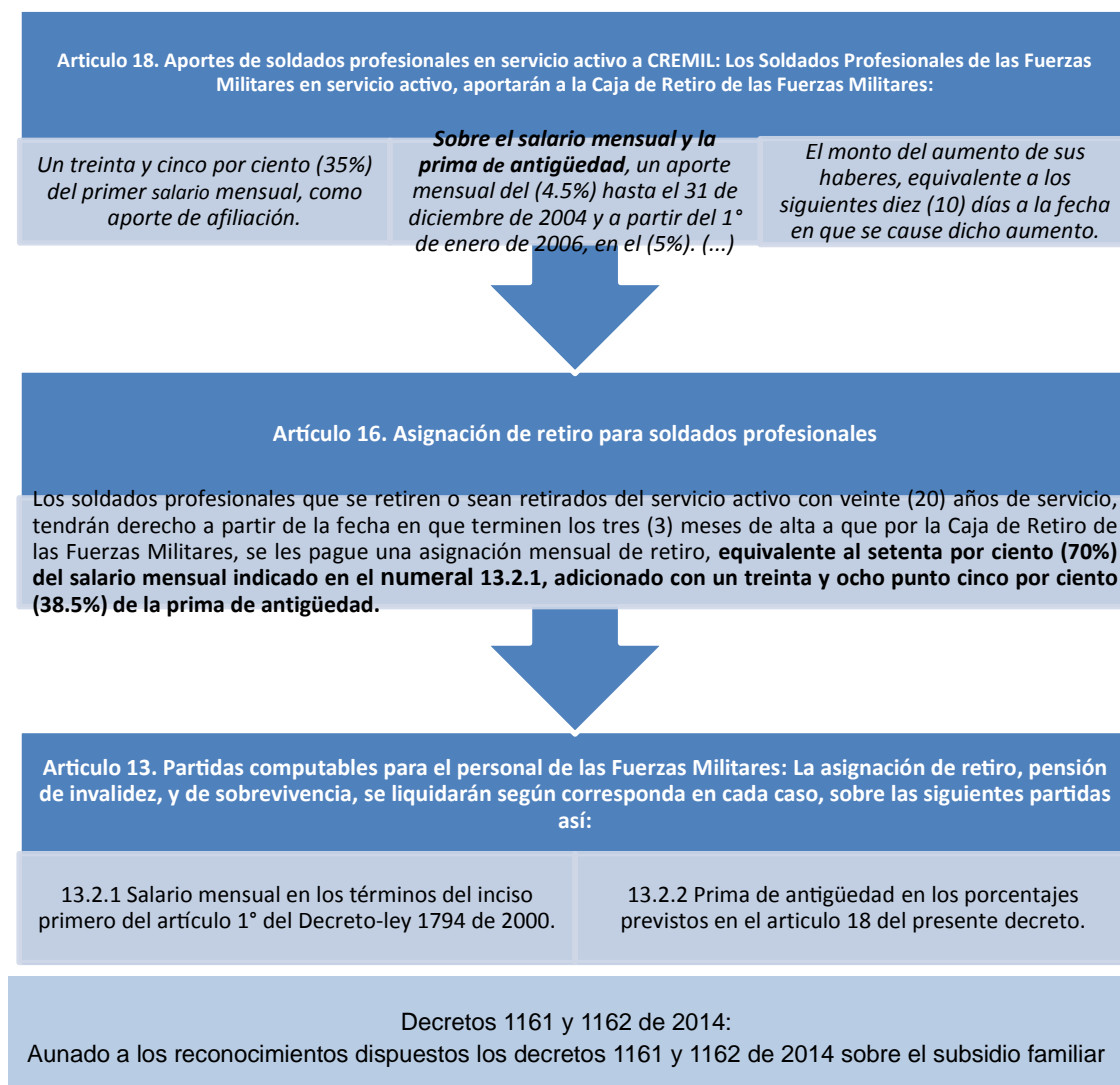 Articulo 18. Aportes de soldados profesionales en servicio activo a CREMIL: Los Soldados Profesionales de las Fuerzas
Militares en servicio activo, aportarán a la Caja de Retiro de las Fuerzas Militares:
Un treinta y cinco por ciento (35%)
del primer salario mensual, como
aporte de afiliación.
Sobre el salario mensual y la
prima de antigüedad, un aporte
mensual del (4.5%) hasta el 31 de
diciembre de 2004 y a partir del 1°
de enero de 2006, en el (5%). (...)
El monto del aumento de sus
haberes, equivalente a los
siguientes diez (10) días a la fecha
en que se cause dicho aumento.
Artículo 16. Asignación de retiro para soldados profesionales
Los soldados profesionales que se retiren o sean retirados del servicio activo con veinte (20) años de servicio,
tendrán derecho a partir de la fecha en que terminen los tres (3) meses de alta a que por la Caja de Retiro de
las Fuerzas Militares, se les pague una asignación mensual de retiro, equivalente al setenta por ciento (70%)
del salario mensual indicado en el numeral 13.2.1, adicionado con un treinta y ocho punto cinco por ciento
(38.5%) de la prima de antigüedad.
Articulo 13. Partidas computables para el personal de las Fuerzas Militares: La asignación de retiro, pensión
de invalidez, y de sobrevivencia, se liquidarán según corresponda en cada caso, sobre las siguientes partidas
así:
13.2.1 Salario mensual en los términos del inciso
primero del artículo 1° del Decreto-ley 1794 de 2000.
13.2.2 Prima de antigüedad en los porcentajes
previstos en el articulo 18 del presente decreto.
Decretos 1161 y 1162 de 2014:
Aunado a los reconocimientos dispuestos los decretos 1161 y 1162 de 2014 sobre el subsidio familiar